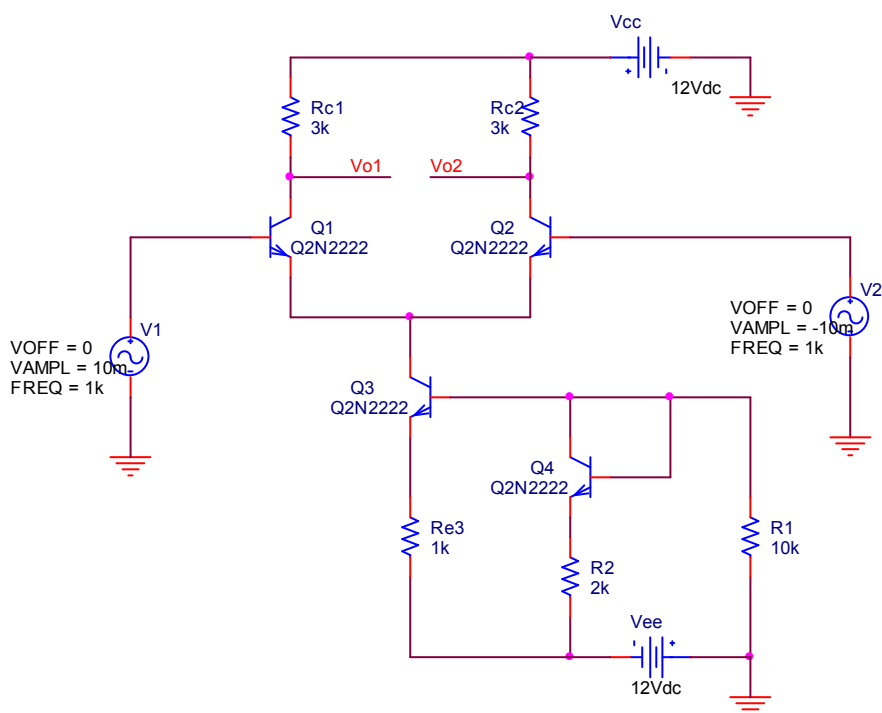 Vcc
12Vdc
Rc1
3k
Rc2
3k
Vo1
Vo2
Q1
Q2N2222
Q2
Q2N2222
V1
VOFF = 0
VAMPL = 10m
FREQ = 1k
V2
VOFF = 0
VAMPL = -10m
FREQ = 1k
Q3
Q2N2222
Q4
Q2N2222
Re3
1k
R2
2k
R1
10k
Vee
12Vdc